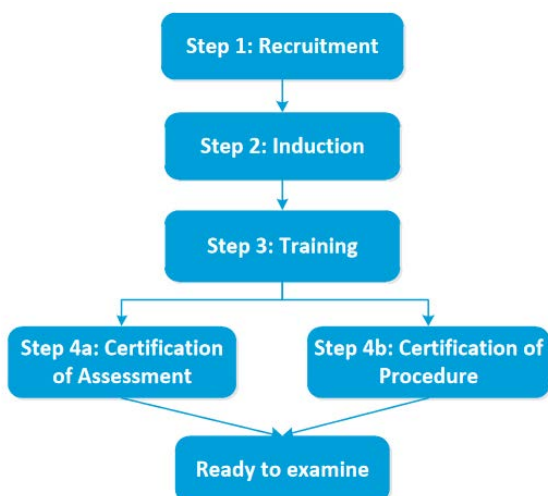 Step 1: Recruitment
Step 2: Induction
Step 3: Training
Step 4a: Certification
of Assessment
Step 4b: Certification of
Procedure
Ready to examine